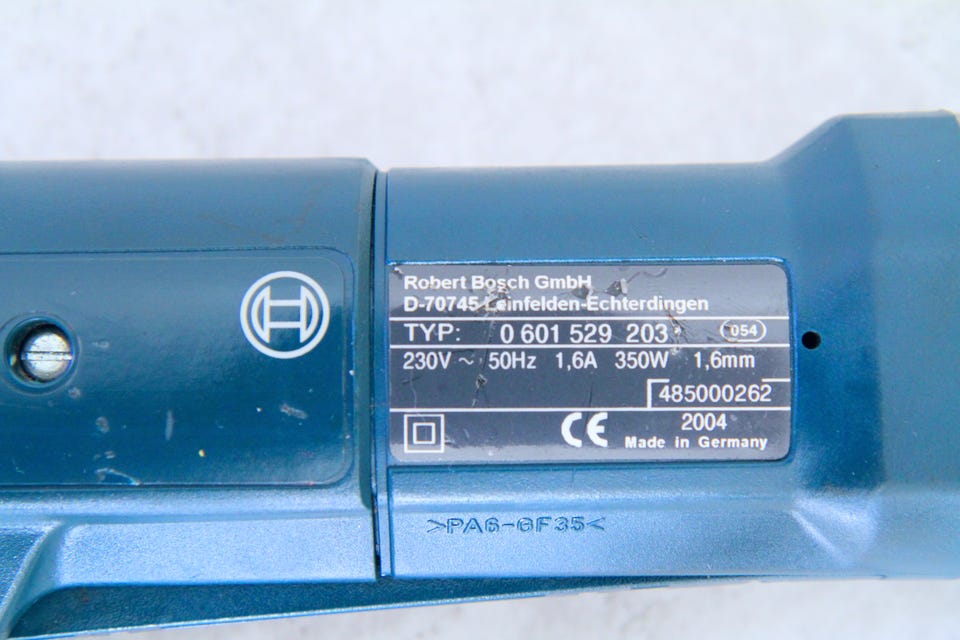 Robert Bosch GmbH
D-70745 Leinfelden-Echterdingen
TYP: 0 601 529 203 054
230V ~ 50Hz 1,6A 350W 1,6mm
485000262
CE 2004
Made in Germany
>PA6-GF35<